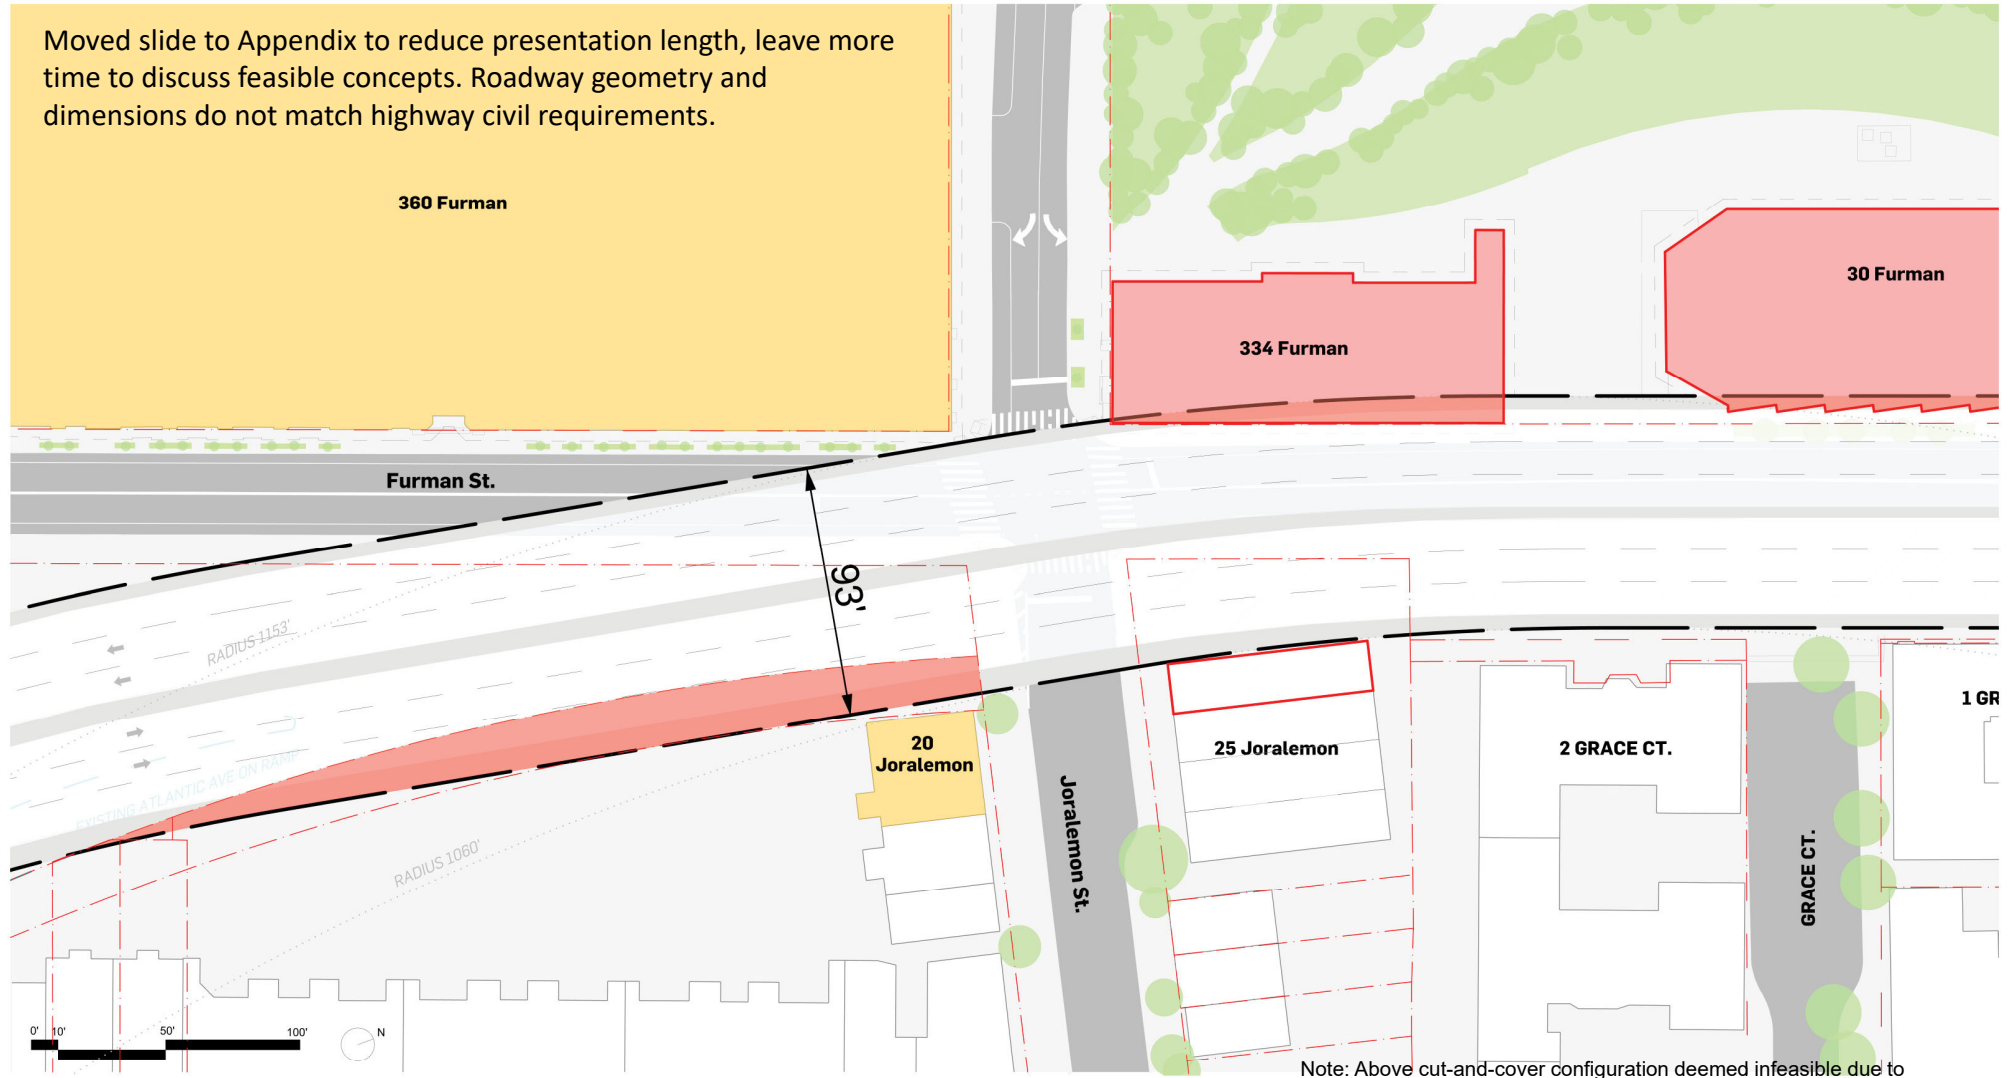 Moved slide to Appendix to reduce presentation length, leave more
time to discuss feasible concepts. Roadway geometry and
dimensions do not match highway civil requirements.
360 Furman
30 Furman
334 Furman
Furman St.
93'
RADIUS 1153'
1 GR
20
Joralemon
25 Joralemon
2 GRACE CT.
EXISTING ATLANTIC AVE ON RAMP
Joralemon St.
GRACE CT.
RADIUS 1060'
0' 10' 50' 100'
N
Note: Above cut-and-cover configuration deemed infeasible due to